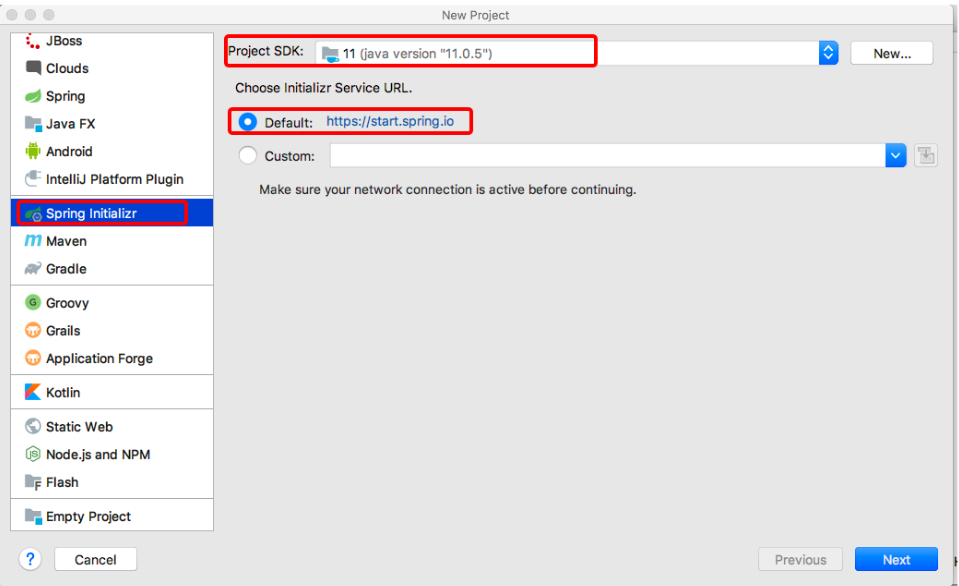 New Project
JBoss
Clouds
Spring
Java FX
Android
IntelliJ Platform Plugin
Spring Initializr
Maven
Gradle
Groovy
Grails
Application Forge
Kotlin
Static Web
Node.js and NPM
Flash
Empty Project
Project SDK: 11 (java version "11.0.5") New...
Choose Initializr Service URL.
Default: https://start.spring.io
Custom:
Make sure your network connection is active before continuing.
? Cancel Previous Next